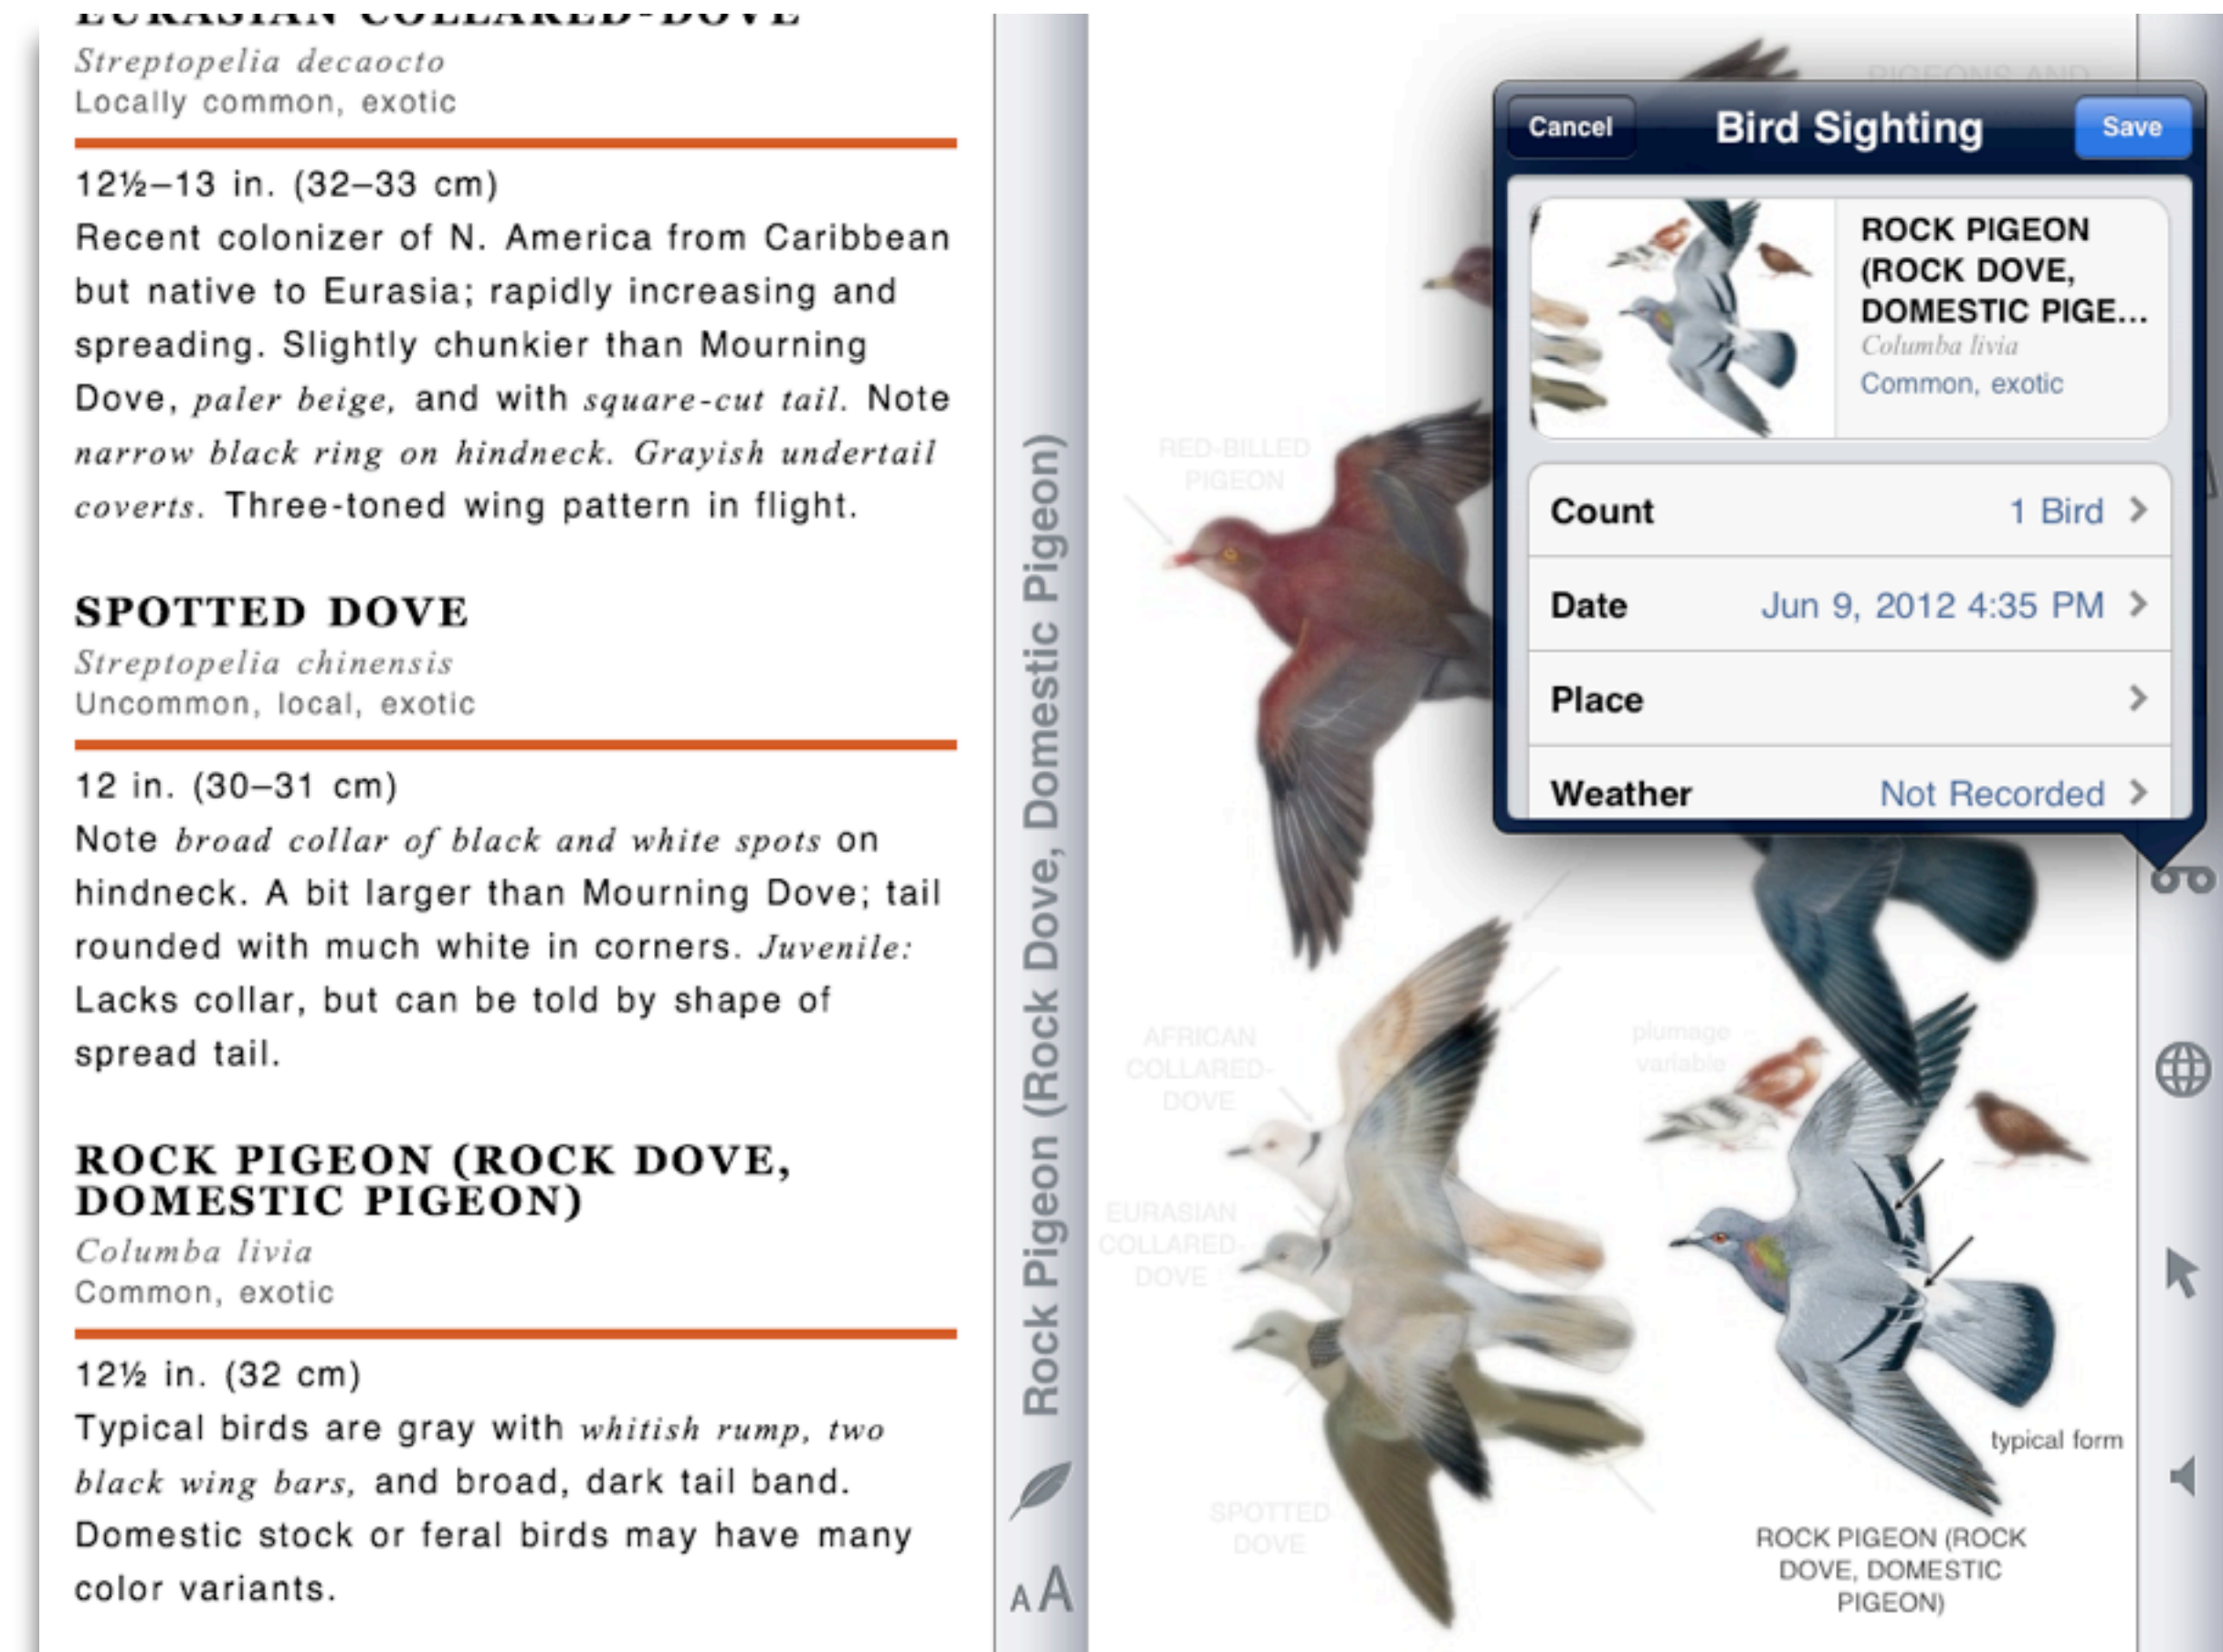 EURASIAN COLLARED-DOVE
Streptopelia decaocto
Locally common, exotic
12½–13 in. (32–33 cm)
Recent colonizer of N. America from Caribbean
but native to Eurasia; rapidly increasing and
spreading. Slightly chunkier than Mourning
Dove, paler beige, and with square-cut tail. Note
narrow black ring on hindneck. Grayish undertail
coverts. Three-toned wing pattern in flight.
SPOTTED DOVE
Streptopelia chinensis
Uncommon, local, exotic
12 in. (30–31 cm)
Note broad collar of black and white spots on
hindneck. A bit larger than Mourning Dove; tail
rounded with much white in corners. Juvenile:
Lacks collar, but can be told by shape of
spread tail.
ROCK PIGEON (ROCK DOVE,
DOMESTIC PIGEON)
Columba livia
Common, exotic
12½ in. (32 cm)
Typical birds are gray with whitish rump, two
black wing bars, and broad, dark tail band.
Domestic stock or feral birds may have many
color variants.
Rock Pigeon (Rock Dove, Domestic Pigeon)
AA
PIGEONS AND
Cancel
Bird Sighting
Save
ROCK PIGEON
(ROCK DOVE,
DOMESTIC PIGE...
Columba livia
Common, exotic
Count 1 Bird
Date Jun 9, 2012 4:35 PM
Place
Weather Not Recorded
RED-BILLED
PIGEON
AFRICAN
COLLARED-
DOVE
EURASIAN
COLLARED-
DOVE
SPOTTED
DOVE
plumage
variable
typical form
ROCK PIGEON (ROCK
DOVE, DOMESTIC
PIGEON)